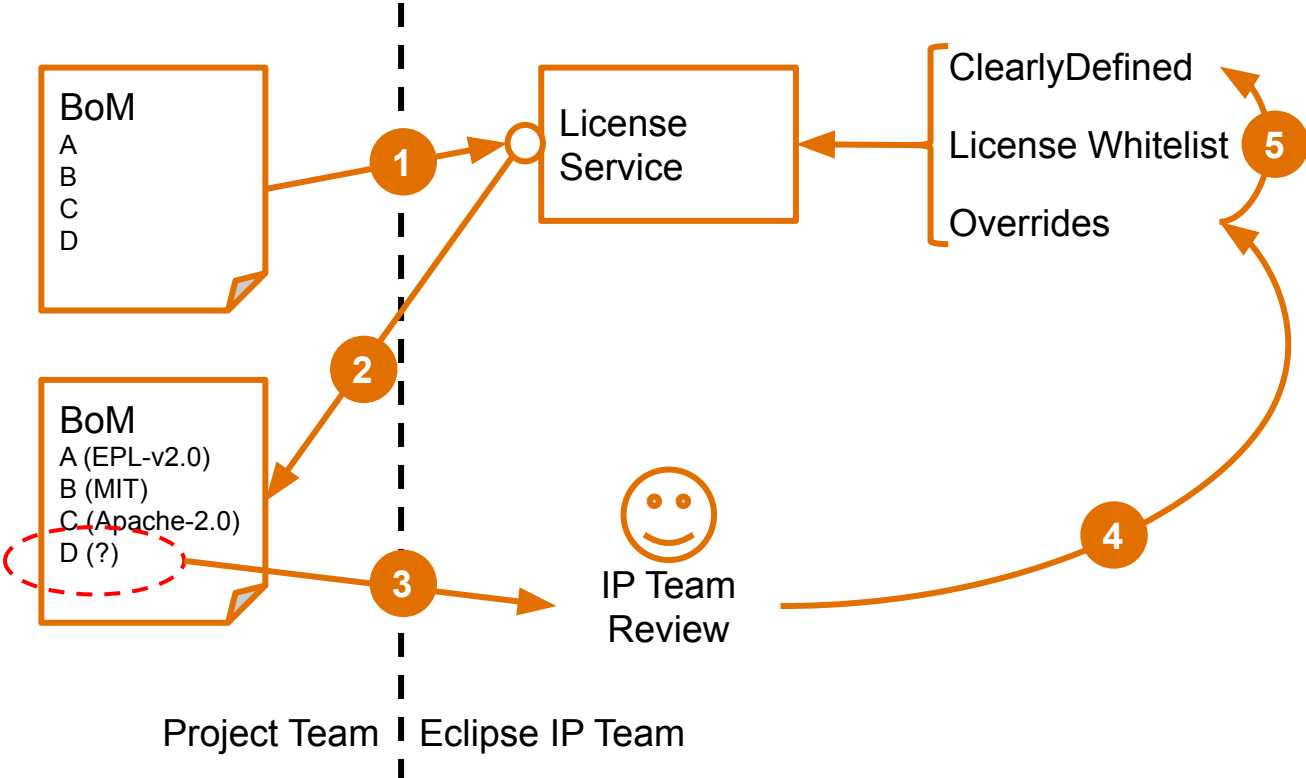 BoM
A
B
C
D
1
License
Service
ClearlyDefined
License Whitelist
5
Overrides
2
BoM
A (EPL-v2.0)
B (MIT)
C (Apache-2.0)
D (?)
3
IP Team
Review
4
Project Team
Eclipse IP Team